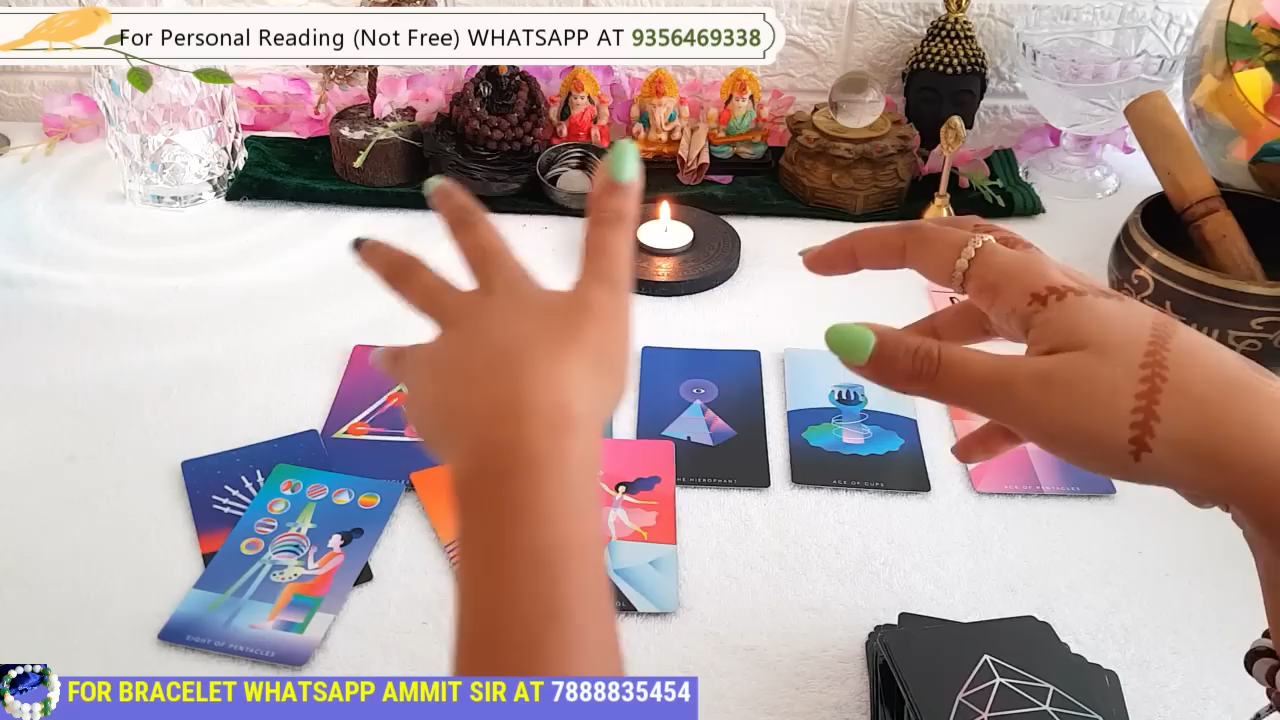 For Personal Reading (Not Free) WHATSAPP AT 9356469338
THE HIEROPHANT
ACE OF CUPS
ACE OF PENTACLES
EIGHT OF PENTACLES
FOR BRACELET WHATSAPP AMMIT SIR AT 7888835454